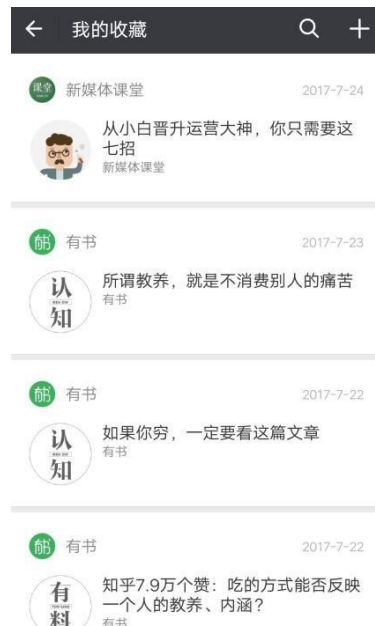 我的收藏
课堂
新媒体课堂
2017-7-24
从小白晋升运营大神，你只需要这
七招
新媒体课堂
有书
2017-7-23
认
知
所谓教养，就是不消费别人的痛苦
有书
有书
2017-7-22
认
知
如果你穷，一定要看这篇文章
有书
有书
2017-7-22
有
料
知乎7.9万个赞：吃的方式能否反映
一个人的教养、内涵？
有书